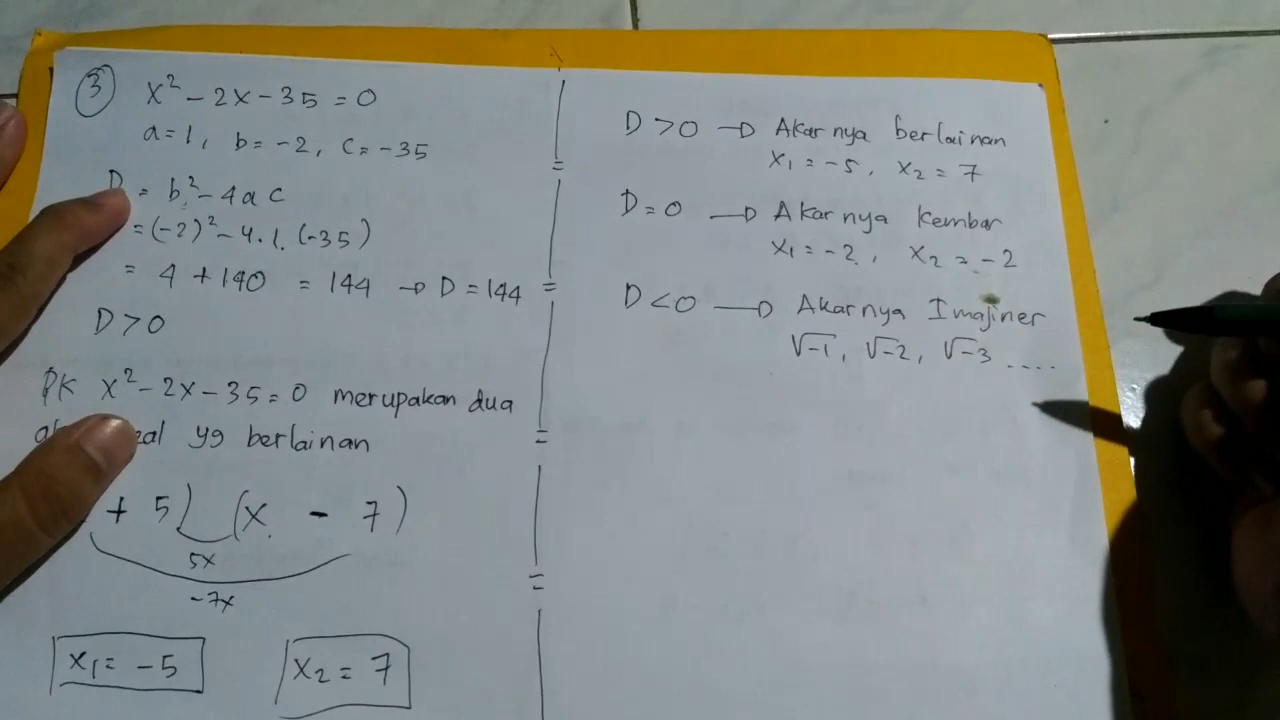 3 x² - 2x - 35 = 0
a = 1, b = -2, c = -35
D = b² - 4ac
= (-2)² - 4.1.(-35)
= 4 + 140 = 144 → D = 144
D > 0
PK x² - 2x - 35 = 0 merupakan dua
yg berlainan
+ 5) (x - 7)
5x
-7x
x₁ = -5
x₂ = 7
D > 0 → Akarnya berlainan
x₁ = -5, x₂ = 7
D = 0 → Akarnya kembar
x₁ = -2, x₂ = -2
D < 0 → Akarnya Imajiner
√-1, √-2, √-3 ....